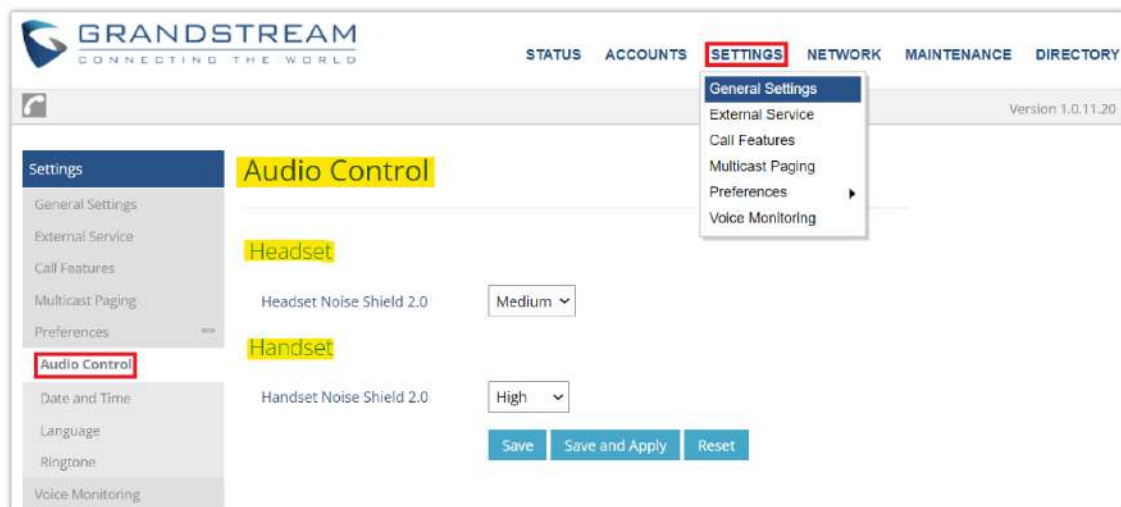 GRANDSTREAM
CONNECTING THE WORLD
STATUS ACCOUNTS SETTINGS NETWORK MAINTENANCE DIRECTORY
General Settings
External Service
Call Features
Multicast Paging
Preferences
Voice Monitoring
Version 1.0.11.20
Settings
General Settings
External Service
Call Features
Multicast Paging
Preferences
Audio Control
Date and Time
Language
Ringtone
Voice Monitoring
Audio Control
Headset
Headset Noise Shield 2.0 Medium
Handset
Handset Noise Shield 2.0 High
Save Save and Apply Reset